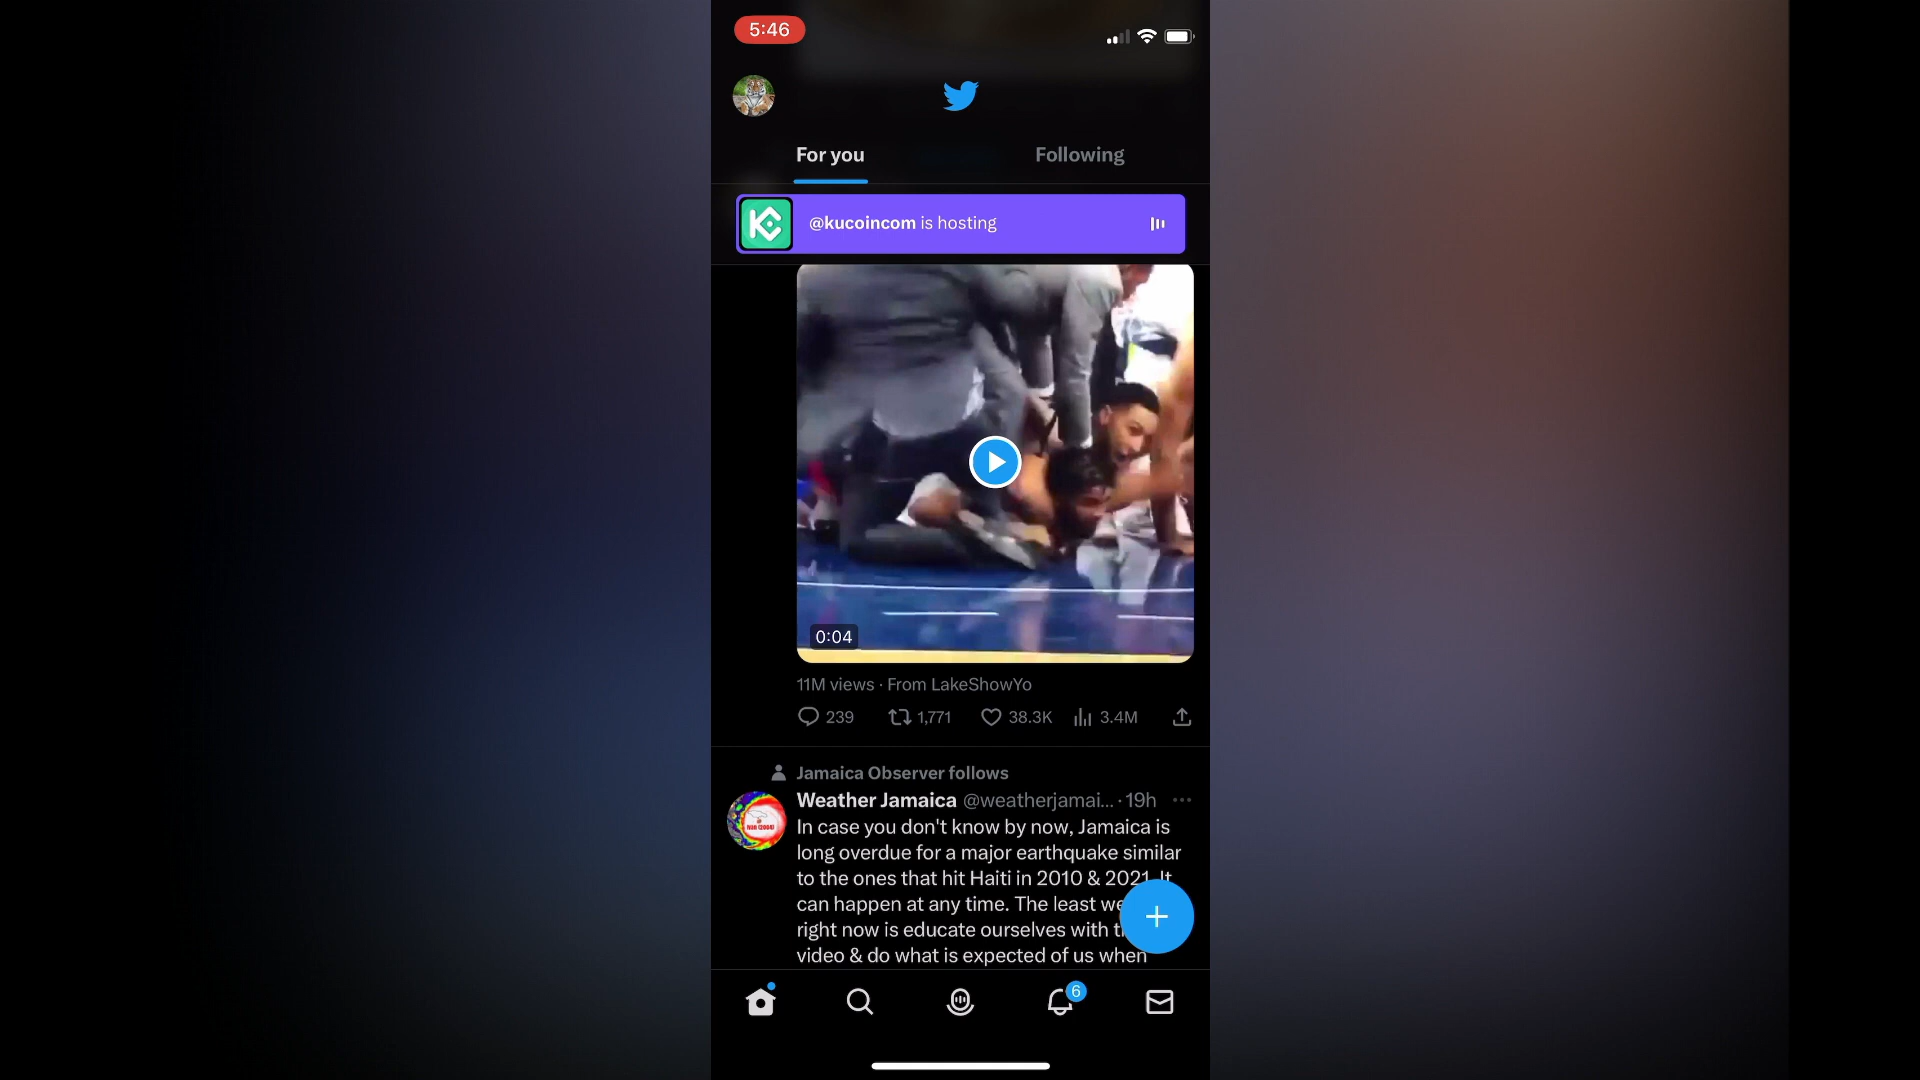 5:46
For you
Following
@kucoincom is hosting
0:04
11M views · From LakeShowYo
239
1,771
38.3K
3.4M
Jamaica Observer follows
Weather Jamaica @weatherjamai... · 19h
In case you don't know by now, Jamaica is
long overdue for a major earthquake similar
to the ones that hit Haiti in 2010 & 2021. It
can happen at any time. The least we
right now is educate ourselves with
video & do what is expected of us when
6